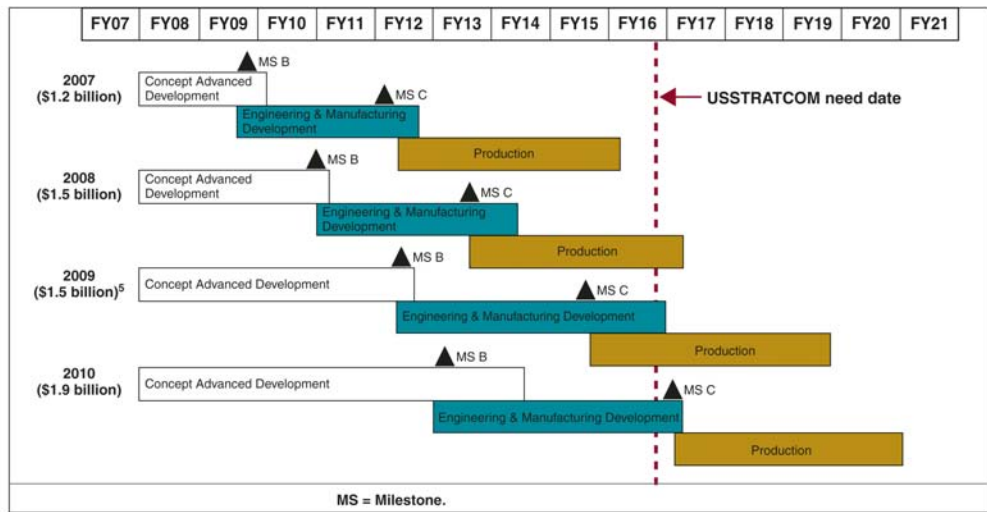 FY07 FY08 FY09 FY10 FY11 FY12 FY13 FY14 FY15 FY16 FY17 FY18 FY19 FY20 FY21
2007
($1.2 billion)
MS B
Concept Advanced
Development
MS C
Engineering & Manufacturing
Development
Production
USSTRATCOM need date
2008
($1.5 billion)
MS B
Concept Advanced
Development
MS C
Engineering & Manufacturing
Development
Production
2009
($1.5 billion)⁵
MS B
Concept Advanced Development
MS C
Engineering & Manufacturing Development
Production
2010
($1.9 billion)
MS B
Concept Advanced Development
MS C
Engineering & Manufacturing Development
Production
MS = Milestone.